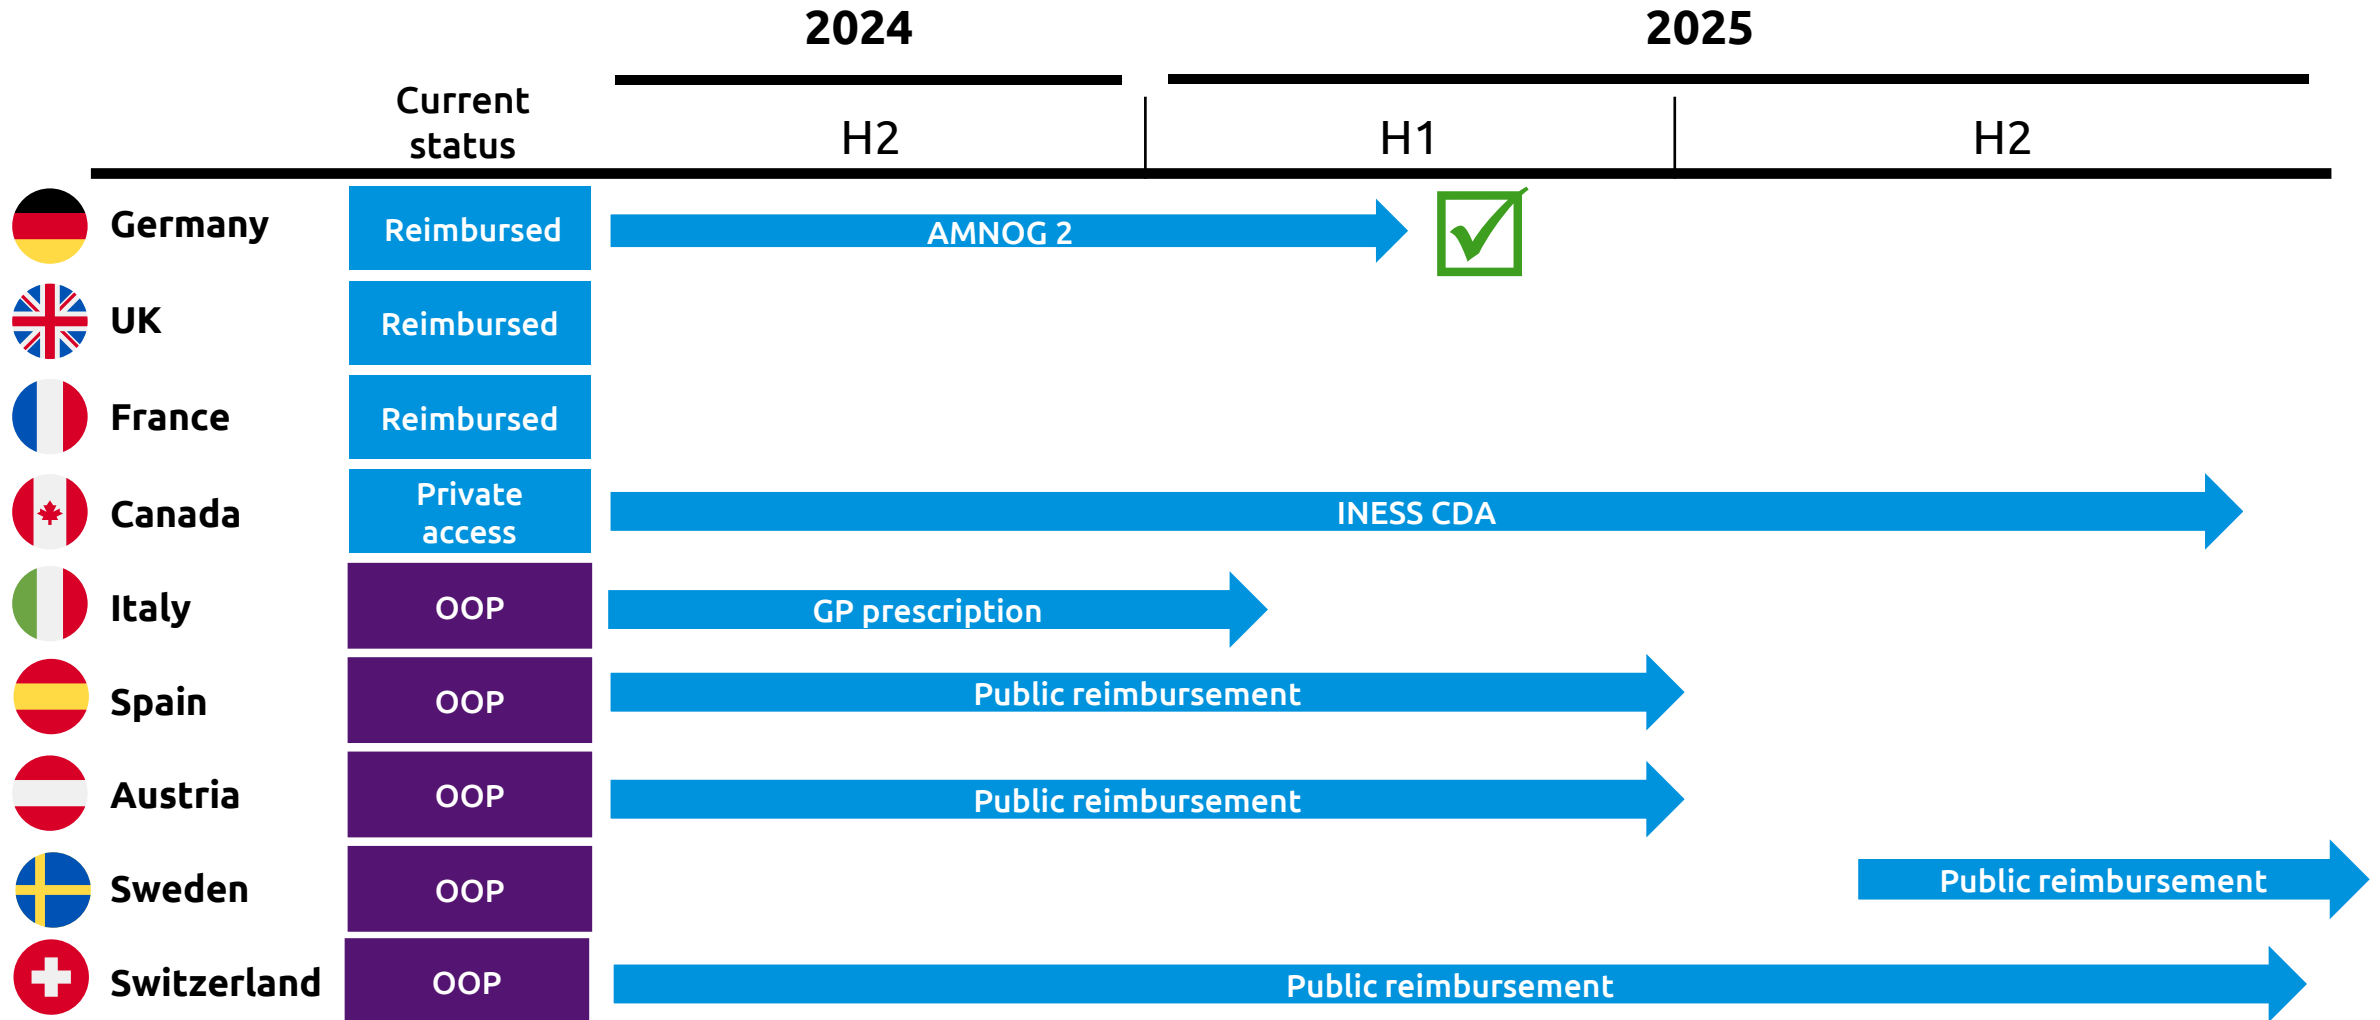 2024
2025
Current
status
H2
H1
H2
Germany
Reimbursed
AMNOG 2
UK
Reimbursed
France
Reimbursed
Canada
Private
access
INESS CDA
Italy
OOP
GP prescription
Spain
OOP
Public reimbursement
Austria
OOP
Public reimbursement
Sweden
OOP
Public reimbursement
Switzerland
OOP
Public reimbursement